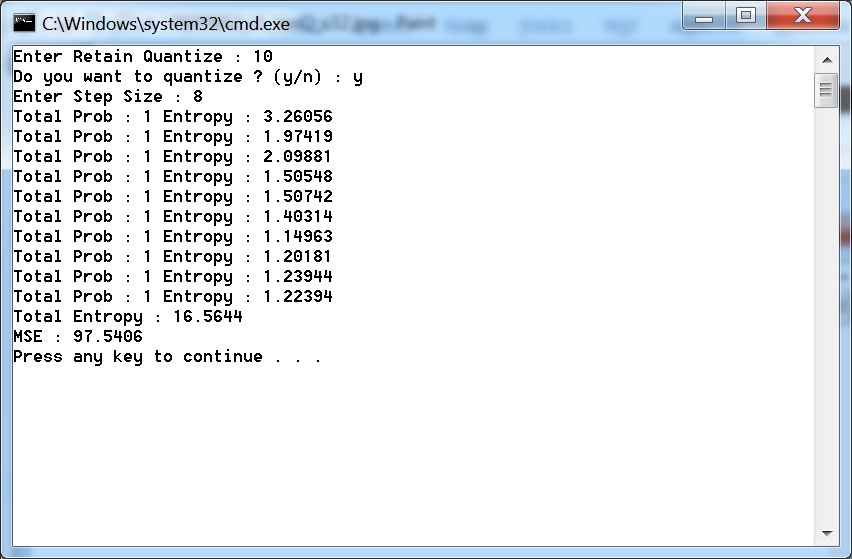 C:\Windows\system32\cmd.exe
Enter Retain Quantize : 10
Do you want to quantize ? (y/n) : y
Enter Step Size : 8
Total Prob : 1 Entropy : 3.26056
Total Prob : 1 Entropy : 1.97419
Total Prob : 1 Entropy : 2.09881
Total Prob : 1 Entropy : 1.50548
Total Prob : 1 Entropy : 1.50742
Total Prob : 1 Entropy : 1.40314
Total Prob : 1 Entropy : 1.14963
Total Prob : 1 Entropy : 1.20181
Total Prob : 1 Entropy : 1.23944
Total Prob : 1 Entropy : 1.22394
Total Entropy : 16.5644
MSE : 97.5406
Press any key to continue . . .